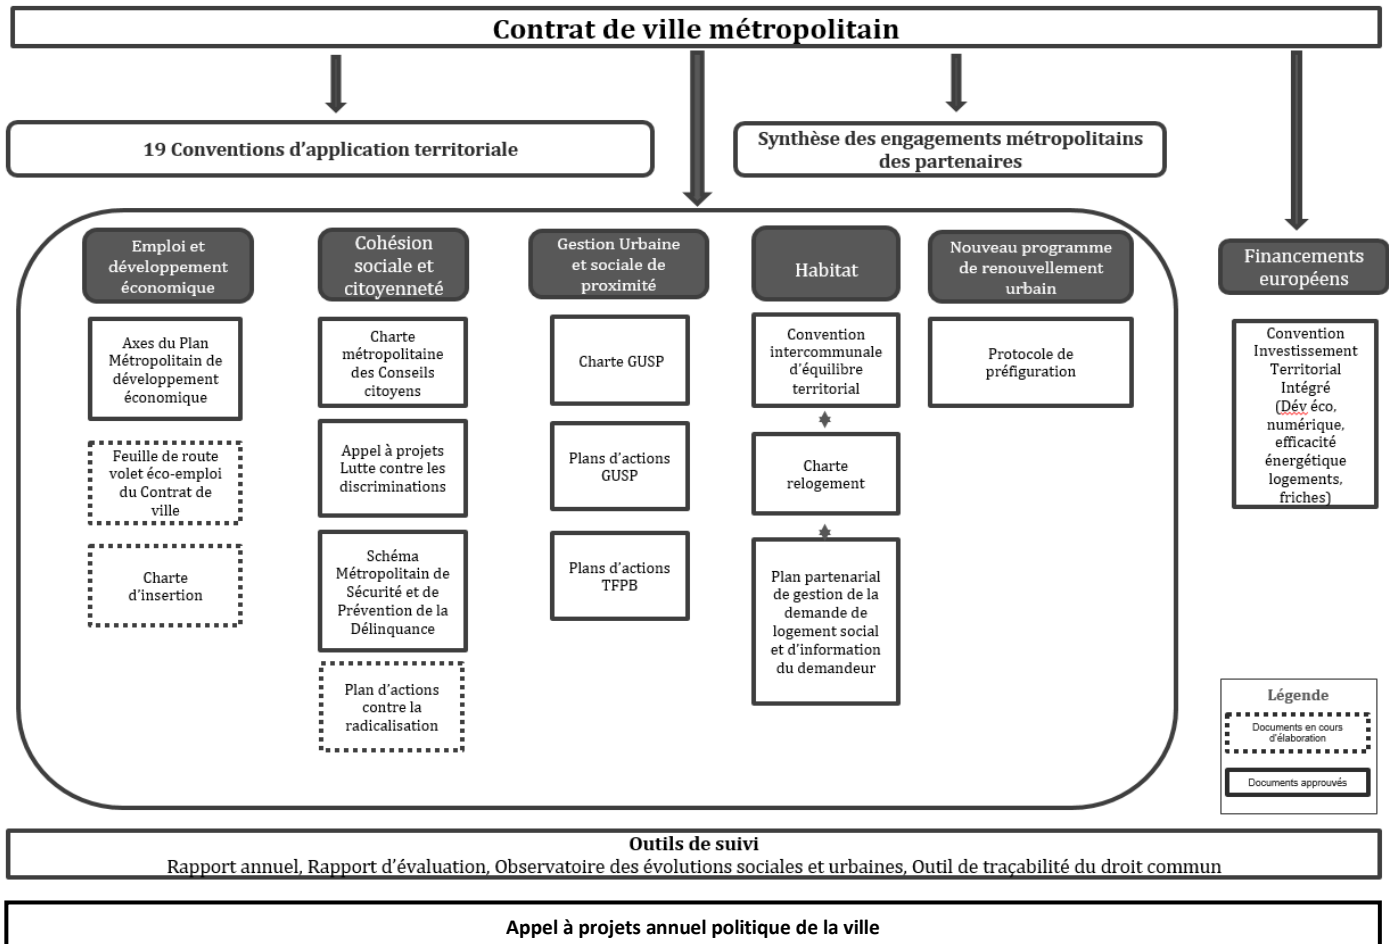 Contrat de ville métropolitain
19 Conventions d'application territoriale
Synthèse des engagements métropolitains
des partenaires
Emploi et
développement
économique
Axes du Plan
Métropolitain de
développement
économique
Feuille de route
volet éco-emploi
du Contrat de
ville
Charte
d'insertion
Cohésion
sociale et
citoyenneté
Charte
métropolitaine
des Conseils
citoyens
Appel à projets
Lutte contre les
discriminations
Schéma
Métropolitain de
Sécurité et de
Prévention de la
Délinquance
Plan d'actions
contre la
radicalisation
Gestion Urbaine
et sociale de
proximité
Charte GUSP
Plans d'actions
GUSP
Plans d'actions
TFPB
Habitat
Convention
intercommunale
d'équilibre
territorial
Charte
relogement
Plan partenarial
de gestion de la
demande de
logement social
et d'information
du demandeur
Nouveau programme
de renouvellement
urbain
Protocole de
préfiguration
Financements
européens
Convention
Investissement
Territorial
Intégré
(Dév éco,
numérique,
efficacité
énergétique
logements,
friches)
Légende
Documents en cours
d'élaboration
Documents approuvés
Outils de suivi
Rapport annuel, Rapport d'évaluation, Observatoire des évolutions sociales et urbaines, Outil de traçabilité du droit commun
Appel à projets annuel politique de la ville